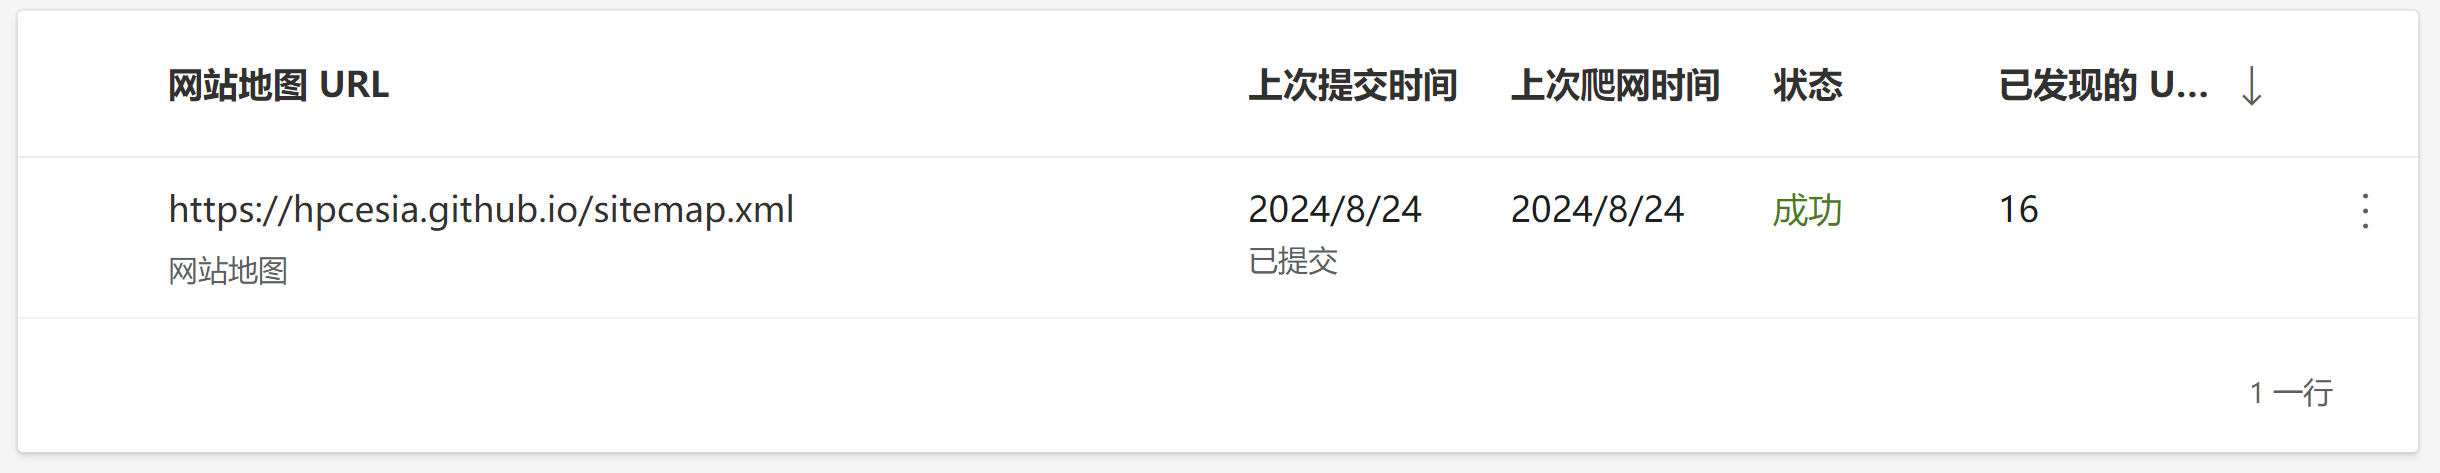 网站地图 URL 上次提交时间 上次爬网时间 状态 已发现的 U... ↓
https://hpcesia.github.io/sitemap.xml 2024/8/24 2024/8/24 成功 16
网站地图 已提交
1 一行